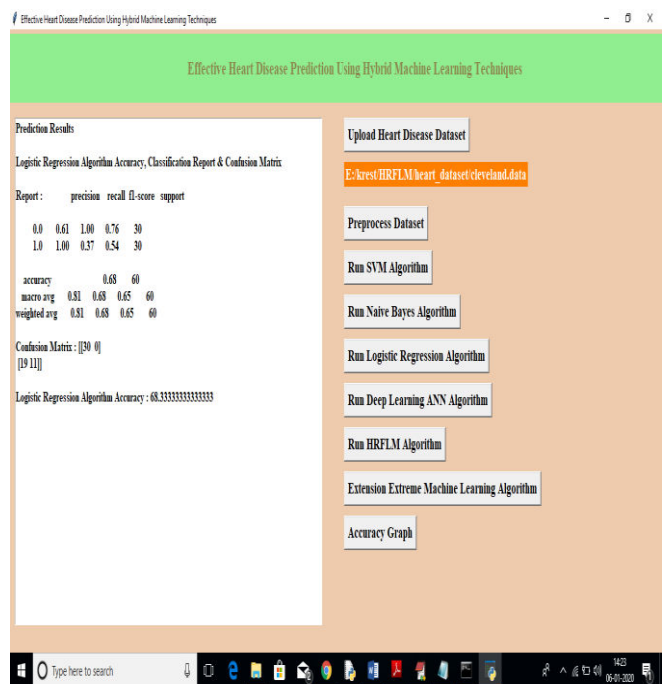 Effective Heart Disease Prediction Using Hybrid Machine Learning Techniques
Effective Heart Disease Prediction Using Hybrid Machine Learning Techniques
Prediction Results
Logistic Regression Algorithm Accuracy, Classification Report & Confusion Matrix
Report : precision recall f1-score support
0.0 0.61 1.00 0.76 30
1.0 1.00 0.37 0.54 30
accuracy 0.68 60
macro avg 0.81 0.68 0.65 60
weighted avg 0.81 0.68 0.65 60
Confusion Matrix : [[30 0]
[19 11]]
Logistic Regression Algorithm Accuracy : 68.33333333333333
Upload Heart Disease Dataset
E:/krest/HRFLM/heart_dataset/cleveland.data
Preprocess Dataset
Run SVM Algorithm
Run Naive Bayes Algorithm
Run Logistic Regression Algorithm
Run Deep Learning ANN Algorithm
Run HRFLM Algorithm
Extension Extreme Machine Learning Algorithm
Accuracy Graph
Type here to search
14:23
06-01-2020